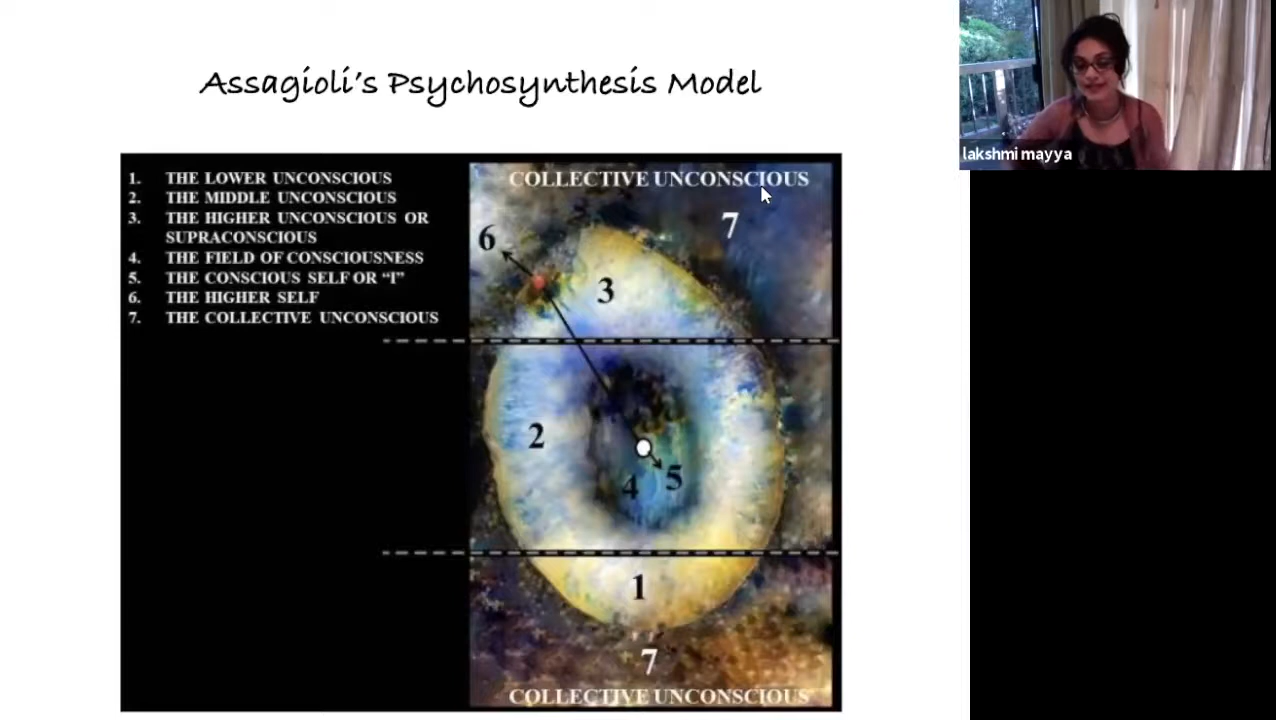 Assagioli's Psychosynthesis Model
lakshmi mayya
1. THE LOWER UNCONSCIOUS
2. THE MIDDLE UNCONSCIOUS
3. THE HIGHER UNCONSCIOUS OR
SUPRACONSCIOUS
4. THE FIELD OF CONSCIOUSNESS
5. THE CONSCIOUS SELF OR “I”
6. THE HIGHER SELF
7. THE COLLECTIVE UNCONSCIOUS
COLLECTIVE UNCONSCIOUS
7
6
3
2
4
5
1
7
COLLECTIVE UNCONSCIOUS